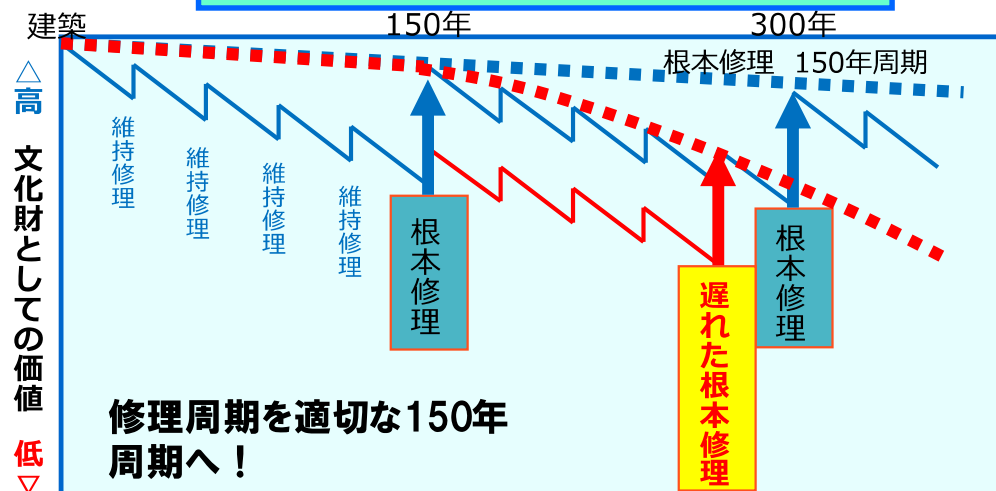 建築
150年
300年
根本修理 150年周期
△高 文化財としての価値 低▽
維持修理
維持修理
維持修理
維持修理
根本修理
遅れた根本修理
根本修理
修理周期を適切な150年
周期へ！